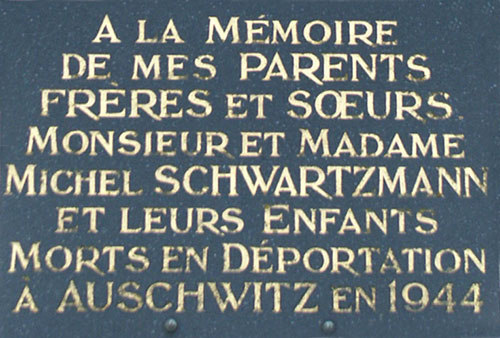 A LA MÉMOIRE
DE MES PARENTS
FRÈRES ET SŒURS
MONSIEUR ET MADAME
MICHEL SCHWARTZMANN
ET LEURS ENFANTS
MORTS EN DÉPORTATION
À AUSCHWITZ EN 1944